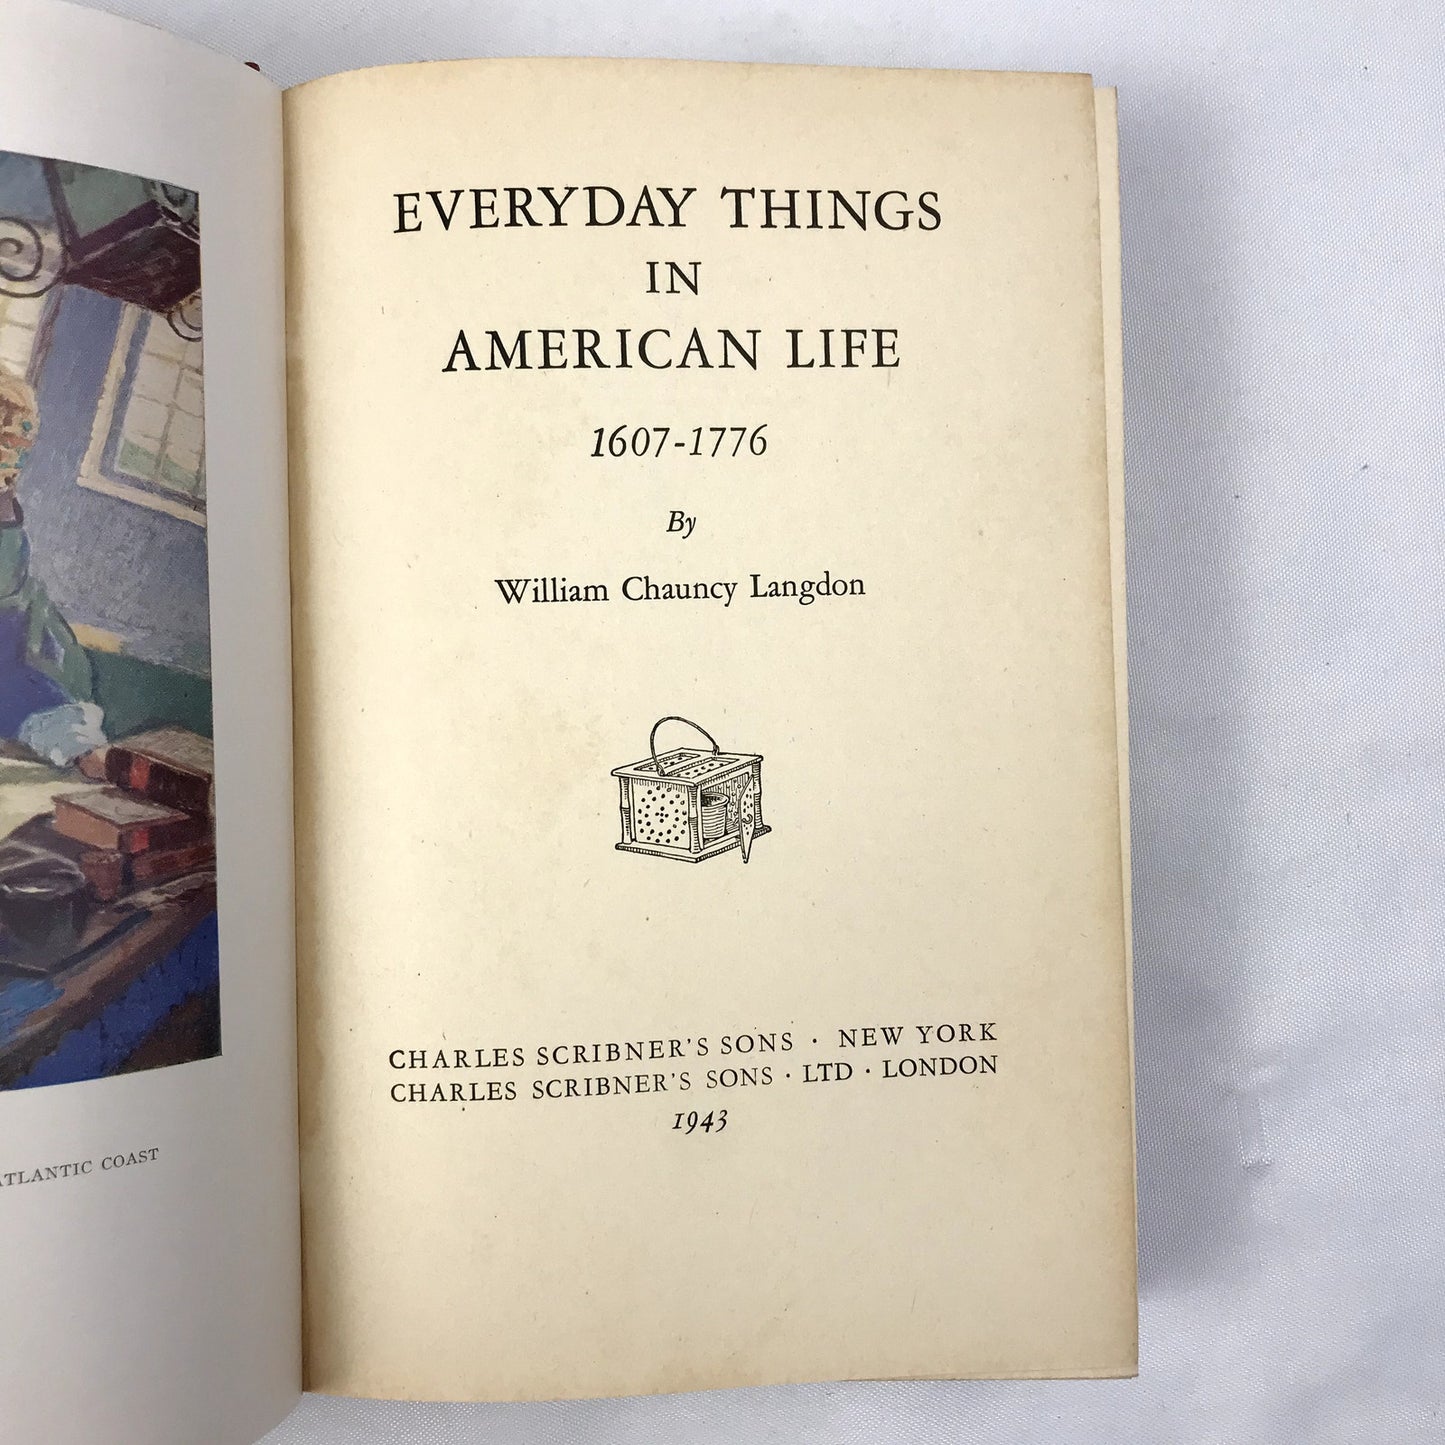 EVERYDAY THINGS
IN
AMERICAN LIFE
1607-1776
By
William Chauncy Langdon
CHARLES SCRIBNER'S SONS · NEW YORK
CHARLES SCRIBNER'S SONS · LTD · LONDON
1943
ATLANTIC COAST